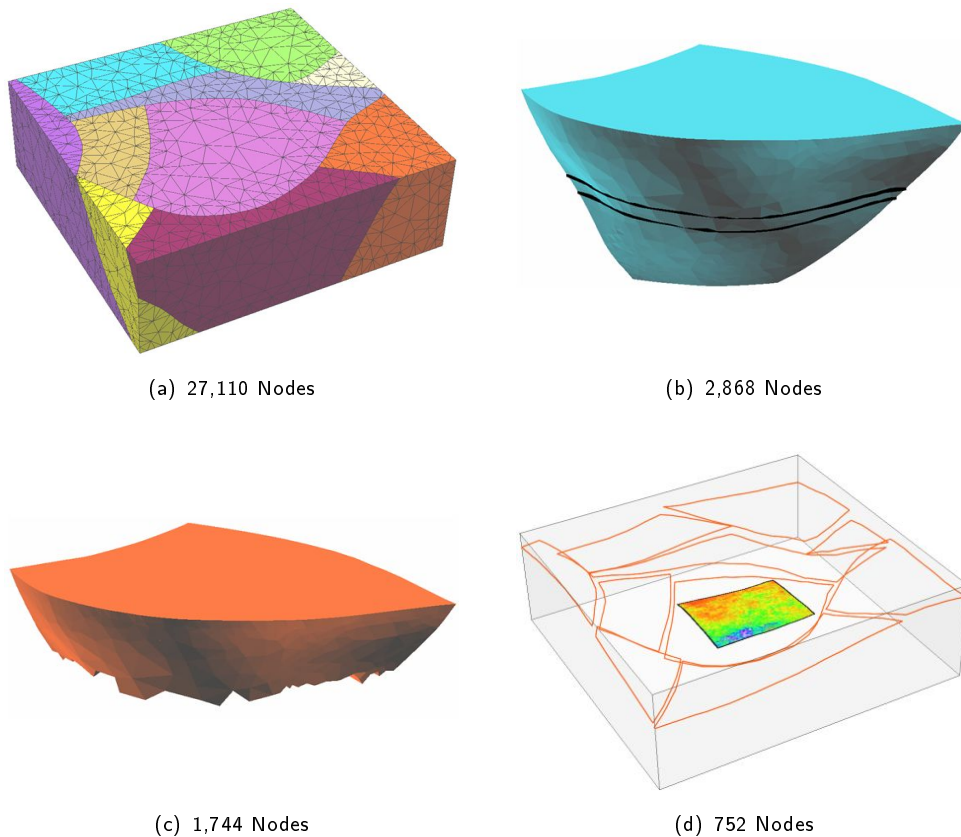 (a) 27,110 Nodes
(b) 2,868 Nodes
(c) 1,744 Nodes
(d) 752 Nodes